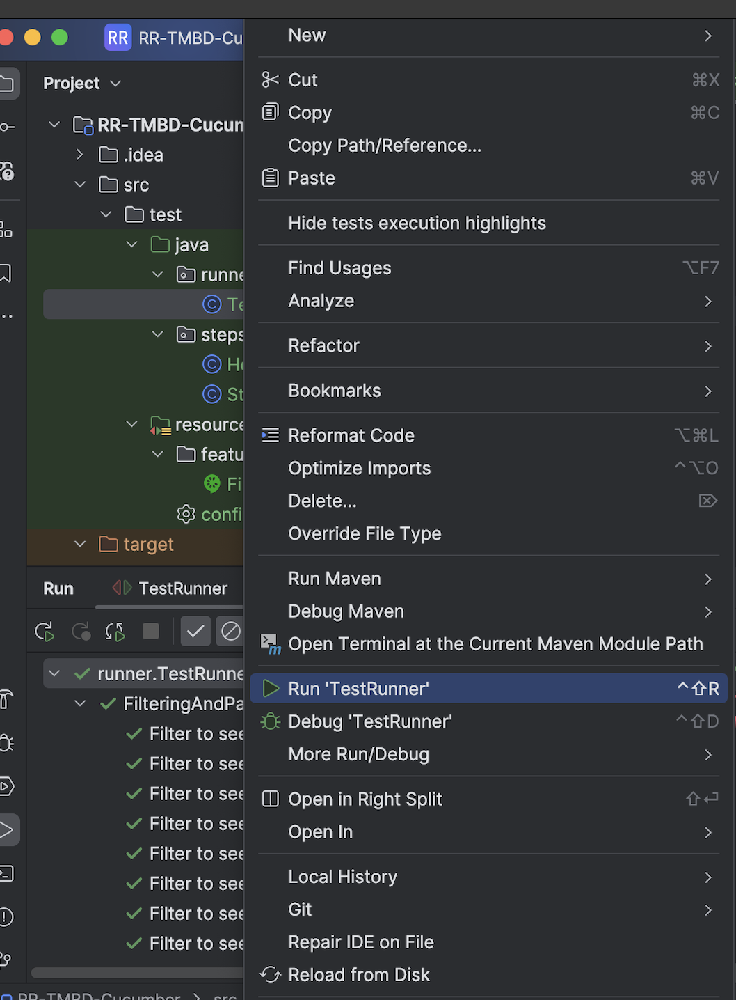 RR RR-TMBD-Cu
Project
RR-TMBD-Cucum
.idea
src
test
java
runne
Te
steps
He
St
resource
featu
Fi
confi
target
Run TestRunner
runner.TestRunne
FilteringAndPa
Filter to see
Filter to see
Filter to see
Filter to see
Filter to see
Filter to see
Filter to see
Filter to see
RR-TMBD-Cucumber > src
New
Cut ⌘X
Copy ⌘C
Copy Path/Reference...
Paste ⌘V
Hide tests execution highlights
Find Usages ⌥F7
Analyze
Refactor
Bookmarks
Reformat Code ⌥⌘L
Optimize Imports ^⌥O
Delete... ⌦
Override File Type
Run Maven
Debug Maven
Open Terminal at the Current Maven Module Path
Run 'TestRunner' ^⇧R
Debug 'TestRunner' ^⇧D
More Run/Debug
Open in Right Split ⇧⏎
Open In
Local History
Git
Repair IDE on File
Reload from Disk